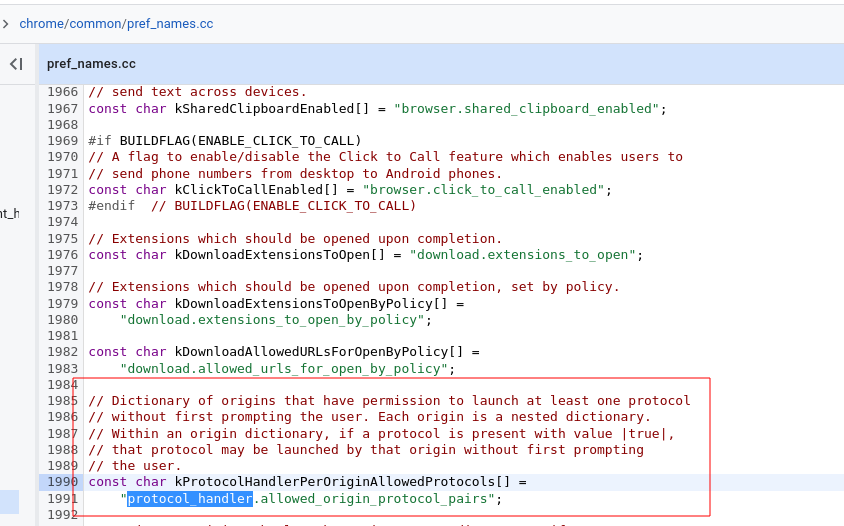 chrome/common/pref_names.cc
pref_names.cc
1966 // send text across devices.
1967 const char kSharedClipboardEnabled[] = "browser.shared_clipboard_enabled";
1968
1969 #if BUILDFLAG(ENABLE_CLICK_TO_CALL)
1970 // A flag to enable/disable the Click to Call feature which enables users to
1971 // send phone numbers from desktop to Android phones.
1972 const char kClickToCallEnabled[] = "browser.click_to_call_enabled";
1973 #endif  // BUILDFLAG(ENABLE_CLICK_TO_CALL)
1974
1975 // Extensions which should be opened upon completion.
1976 const char kDownloadExtensionsToOpen[] = "download.extensions_to_open";
1977
1978 // Extensions which should be opened upon completion, set by policy.
1979 const char kDownloadExtensionsToOpenByPolicy[] =
1980     "download.extensions_to_open_by_policy";
1981
1982 const char kDownloadAllowedURLsForOpenByPolicy[] =
1983     "download.allowed_urls_for_open_by_policy";
1984
1985 // Dictionary of origins that have permission to launch at least one protocol
1986 // without first prompting the user. Each origin is a nested dictionary.
1987 // Within an origin dictionary, if a protocol is present with value |true|,
1988 // that protocol may be launched by that origin without first prompting
1989 // the user.
1990 const char kProtocolHandlerPerOriginAllowedProtocols[] =
1991     "protocol_handler.allowed_origin_protocol_pairs";
1992